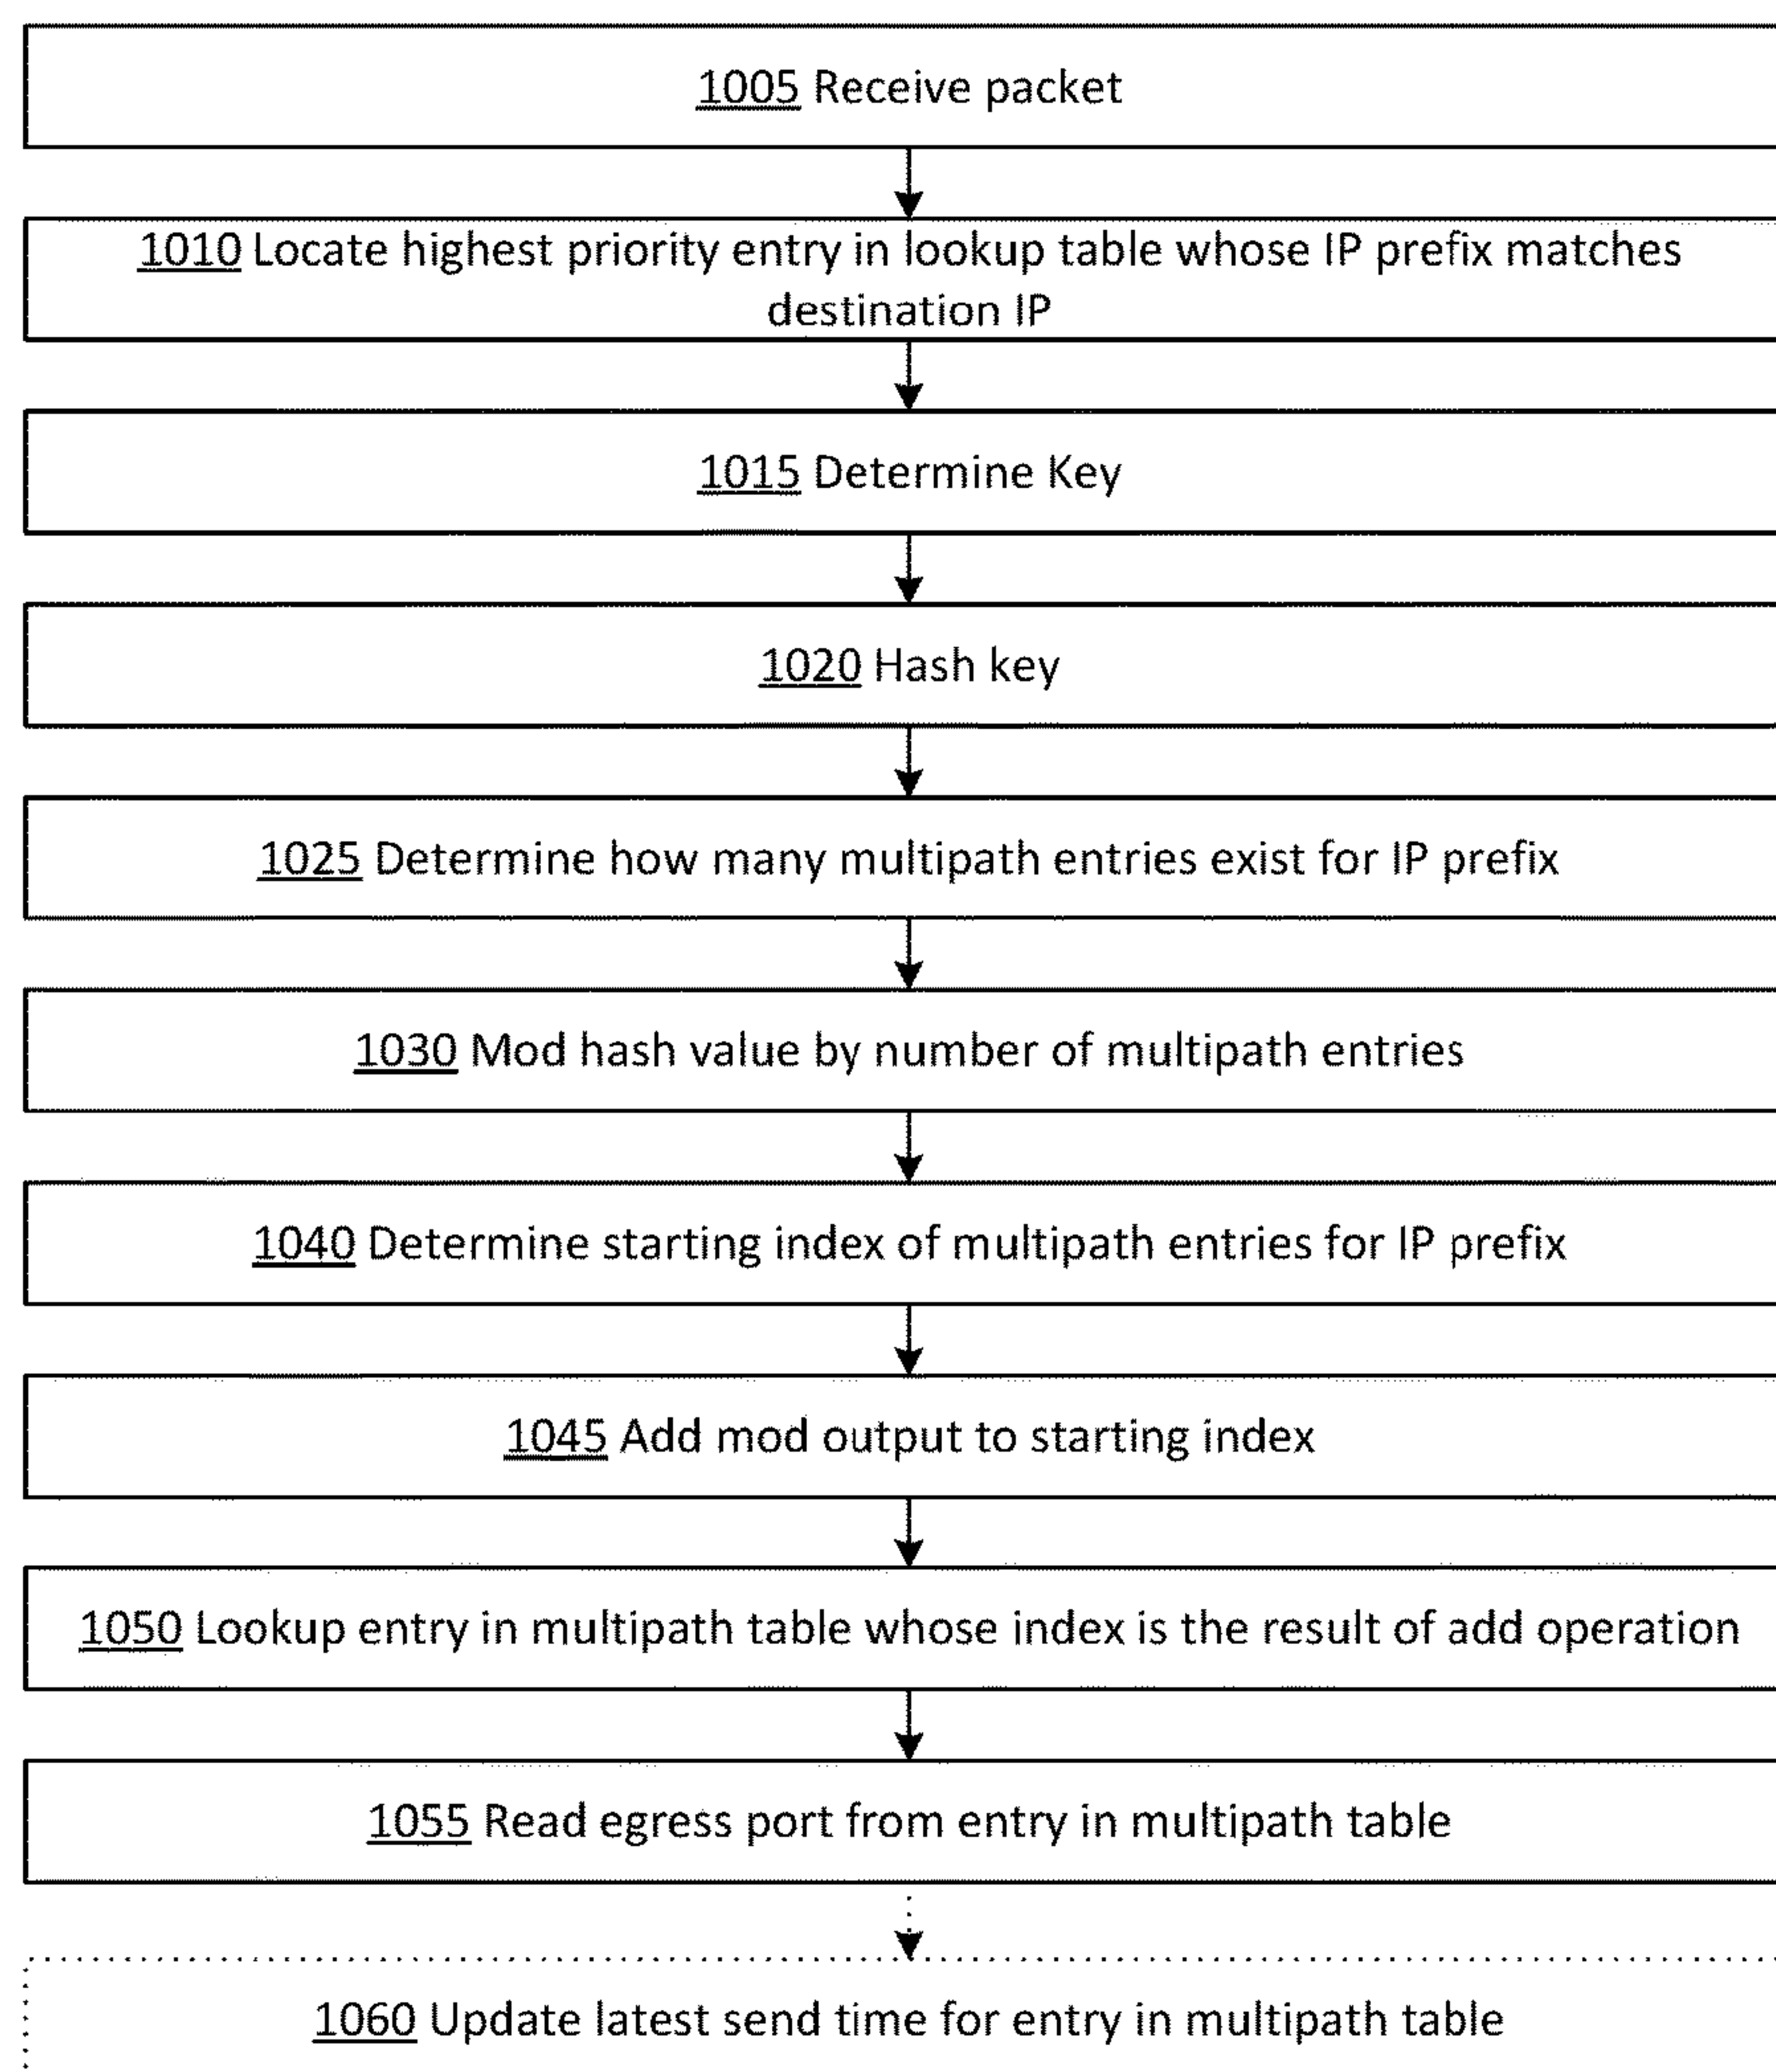 1005 Receive packet
1010 Locate highest priority entry in lookup table whose IP prefix matches
destination IP
1015 Determine Key
1020 Hash key
1025 Determine how many multipath entries exist for IP prefix
1030 Mod hash value by number of multipath entries
1040 Determine starting index of multipath entries for IP prefix
1045 Add mod output to starting index
1050 Lookup entry in multipath table whose index is the result of add operation
1055 Read egress port from entry in multipath table
1060 Update latest send time for entry in multipath table